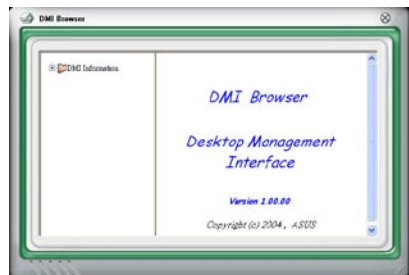 DMI Browser
DMI Information
DMI Browser
Desktop Management
Interface
Version 1.00.00
Copyright (c) 2004, ASUS